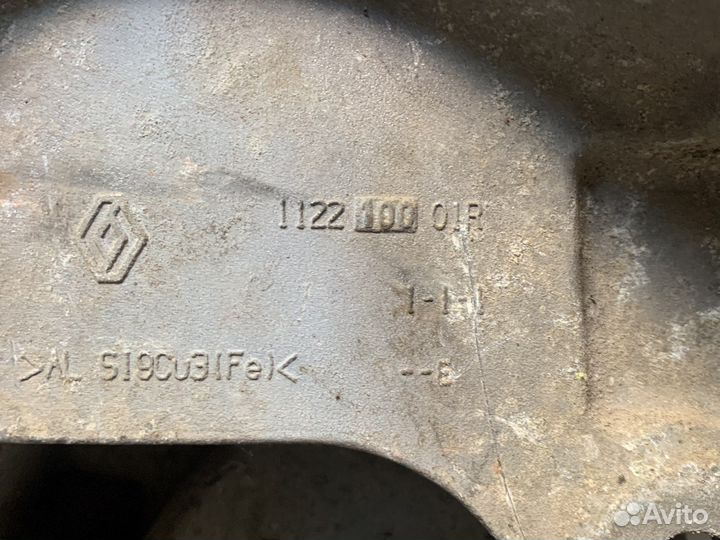 1122 100 01R
1-1-1
>AL SI9Cu3(Fe)<
--E
Avito